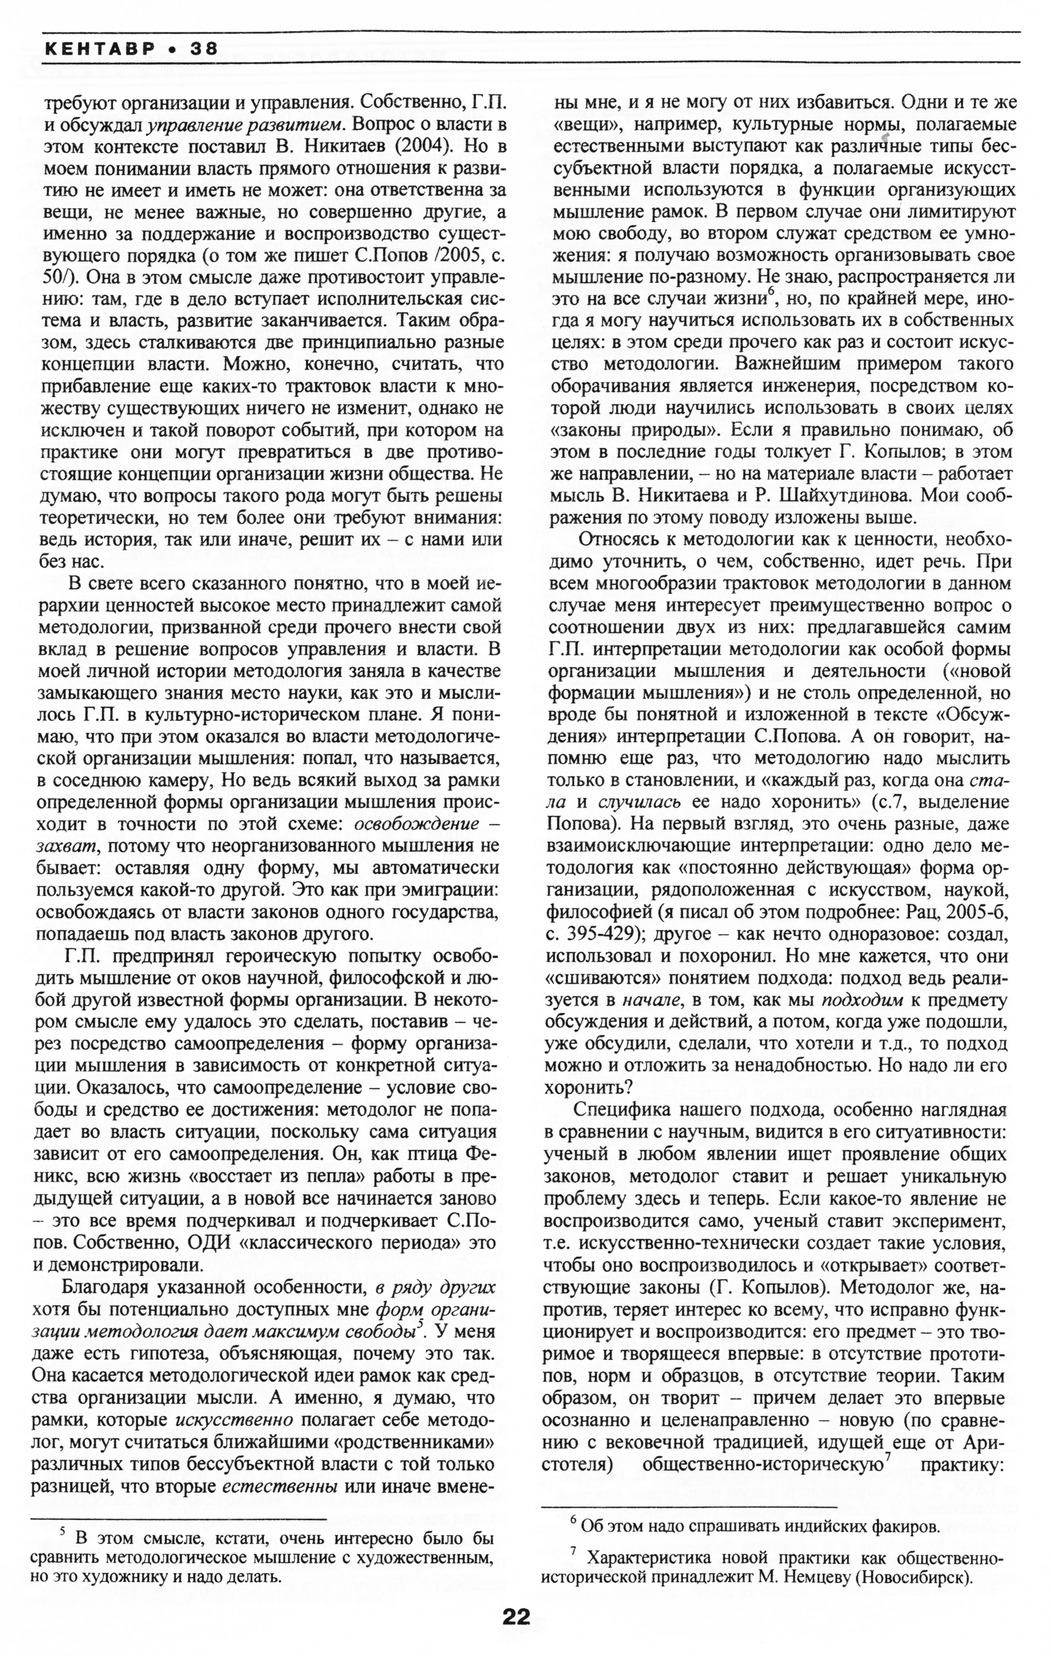 КЕНТАВР • 38
требуют организации и управления. Собственно, Г.П.
и обсуждал управление развитием. Вопрос о власти в
этом контексте поставил В. Никитаев (2004). Но в
моем понимании власть прямого отношения к разви-
тию не имеет и иметь не может: она ответственна за
вещи, не менее важные, но совершенно другие, а
именно за поддержание и воспроизводство сущест-
вующего порядка (о том же пишет С.Попов /2005, с.
50/). Она в этом смысле даже противостоит управле-
нию: там, где в дело вступает исполнительская сис-
тема и власть, развитие заканчивается. Таким обра-
зом, здесь сталкиваются две принципиально разные
концепции власти. Можно, конечно, считать, что
прибавление еще каких-то трактовок власти к мно-
жеству существующих ничего не изменит, однако не
исключен и такой поворот событий, при котором на
практике они могут превратиться в две противо-
стоящие концепции организации жизни общества. Не
думаю, что вопросы такого рода могут быть решены
теоретически, но тем более они требуют внимания:
ведь история, так или иначе, решит их – с нами или
без нас.
В свете всего сказанного понятно, что в моей ие-
рархии ценностей высокое место принадлежит самой
методологии, призванной среди прочего внести свой
вклад в решение вопросов управления и власти. В
моей личной истории методология заняла в качестве
замыкающего знания место науки, как это и мысли-
лось Г.П. в культурно-историческом плане. Я пони-
маю, что при этом оказался во власти методологиче-
ской организации мышления: попал, что называется,
в соседнюю камеру, Но ведь всякий выход за рамки
определенной формы организации мышления проис-
ходит в точности по этой схеме: освобождение –
захват, потому что неорганизованного мышления не
бывает: оставляя одну форму, мы автоматически
пользуемся какой-то другой. Это как при эмиграции:
освобождаясь от власти законов одного государства,
попадаешь под власть законов другого.
Г.П. предпринял героическую попытку освобо-
дить мышление от оков научной, философской и лю-
бой другой известной формы организации. В некото-
ром смысле ему удалось это сделать, поставив – че-
рез посредство самоопределения – форму организа-
ции мышления в зависимость от конкретной ситуа-
ции. Оказалось, что самоопределение – условие сво-
боды и средство ее достижения: методолог не попа-
дает во власть ситуации, поскольку сама ситуация
зависит от его самоопределения. Он, как птица Фе-
никс, всю жизнь «восстает из пепла» работы в пре-
дыдущей ситуации, а в новой все начинается заново
– это все время подчеркивал и подчеркивает С.По-
пов. Собственно, ОДИ «классического периода» это
и демонстрировали.
Благодаря указанной особенности, в ряду других
хотя бы потенциально доступных мне форм органи-
зации методология дает максимум свободы⁵. У меня
даже есть гипотеза, объясняющая, почему это так.
Она касается методологической идеи рамок как сред-
ства организации мысли. А именно, я думаю, что
рамки, которые искусственно полагает себе методо-
лог, могут считаться ближайшими «родственниками»
различных типов бессубъектной власти с той только
разницей, что вторые естественны или иначе вмене-
⁵ В этом смысле, кстати, очень интересно было бы
сравнить методологическое мышление с художественным,
но это художнику и надо делать.
ны мне, и я не могу от них избавиться. Одни и те же
«вещи», например, культурные нормы, полагаемые
естественными выступают как различные типы бес-
субъектной власти порядка, а полагаемые искусст-
венными используются в функции организующих
мышление рамок. В первом случае они лимитируют
мою свободу, во втором служат средством ее умно-
жения: я получаю возможность организовывать свое
мышление по-разному. Не знаю, распространяется ли
это на все случаи жизни⁶, но, по крайней мере, ино-
гда я могу научиться использовать их в собственных
целях: в этом среди прочего как раз и состоит искус-
ство методологии. Важнейшим примером такого
оборачивания является инженерия, посредством ко-
торой люди научились использовать в своих целях
«законы природы». Если я правильно понимаю, об
этом в последние годы толкует Г. Копылов; в этом
же направлении, – но на материале власти – работает
мысль В. Никитаева и Р. Шайхутдинова. Мои сооб-
ражения по этому поводу изложены выше.
Относясь к методологии как к ценности, необхо-
димо уточнить, о чем, собственно, идет речь. При
всем многообразии трактовок методологии в данном
случае меня интересует преимущественно вопрос о
соотношении двух из них: предлагавшейся самим
Г.П. интерпретации методологии как особой формы
организации мышления и деятельности («новой
формации мышления») и не столь определенной, но
вроде бы понятной и изложенной в тексте «Обсуж-
дения» интерпретации С.Попова. А он говорит, на-
помню еще раз, что методологию надо мыслить
только в становлении, и «каждый раз, когда она ста-
ла и случилась ее надо хоронить» (с.7, выделение
Попова). На первый взгляд, это очень разные, даже
взаимоисключающие интерпретации: одно дело ме-
тодология как «постоянно действующая» форма ор-
ганизации, рядоположенная с искусством, наукой,
философией (я писал об этом подробнее: Рац, 2005-б,
с. 395-429); другое – как нечто одноразовое: создал,
использовал и похоронил. Но мне кажется, что они
«сшиваются» понятием подхода: подход ведь реали-
зуется в начале, в том, как мы подходим к предмету
обсуждения и действий, а потом, когда уже подошли,
уже обсудили, сделали, что хотели и т.д., то подход
можно и отложить за ненадобностью. Но надо ли его
хоронить?
Специфика нашего подхода, особенно наглядная
в сравнении с научным, видится в его ситуативности:
ученый в любом явлении ищет проявление общих
законов, методолог ставит и решает уникальную
проблему здесь и теперь. Если какое-то явление не
воспроизводится само, ученый ставит эксперимент,
т.е. искусственно-технически создает такие условия,
чтобы оно воспроизводилось и «открывает» соответ-
ствующие законы (Г. Копылов). Методолог же, на-
против, теряет интерес ко всему, что исправно функ-
ционирует и воспроизводится: его предмет – это тво-
римое и творящееся впервые: в отсутствие прототи-
пов, норм и образцов, в отсутствие теории. Таким
образом, он творит – причем делает это впервые
осознанно и целенаправленно – новую (по сравне-
нию с вековечной традицией, идущей еще от Ари-
стотеля) общественно-историческую⁷ практику:
⁶ Об этом надо спрашивать индийских факиров.
⁷ Характеристика новой практики как общественно-
исторической принадлежит М. Немцеву (Новосибирск).
22